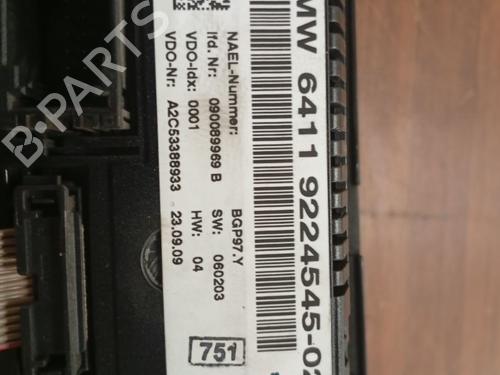 MW 6411 9224545-02
NAEL-Nummer: BGP97.Y
lfd. Nr: 090089969 B SW: 060203
VDO-Idx: 0001 HW: 04
VDO-Nr: A2C53388933 23.09.09
751
B-PARTS